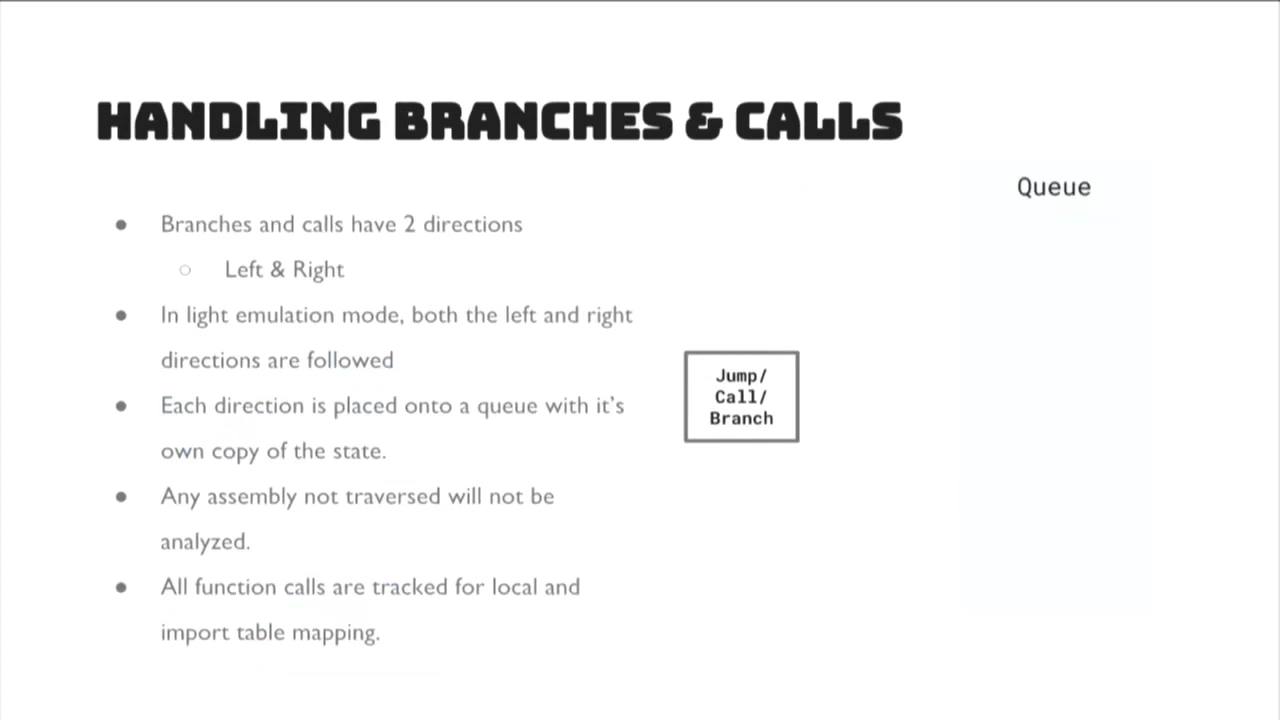 HANDLING BRANCHES & CALLS
Queue
● Branches and calls have 2 directions
○ Left & Right
● In light emulation mode, both the left and right
directions are followed
● Each direction is placed onto a queue with it's
own copy of the state.
● Any assembly not traversed will not be
analyzed.
● All function calls are tracked for local and
import table mapping.
Jump/
Call/
Branch